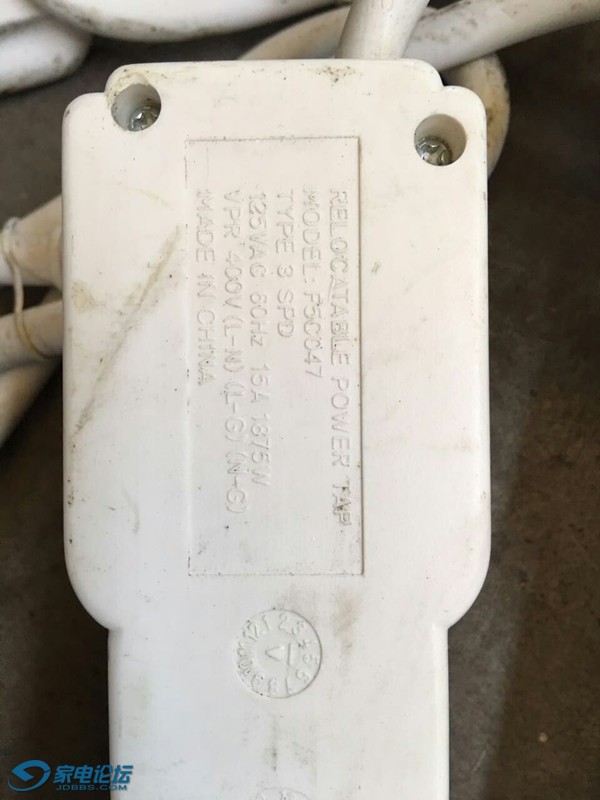 RELOCATABLE POWER TAP
MODEL: P5C047
TYPE 3 SPD
125VAC 60Hz 15A 1875W
VPR 400V (L-N) (L-G) (N-G)
MADE IN CHINA
家电论坛
JDBBS.COM